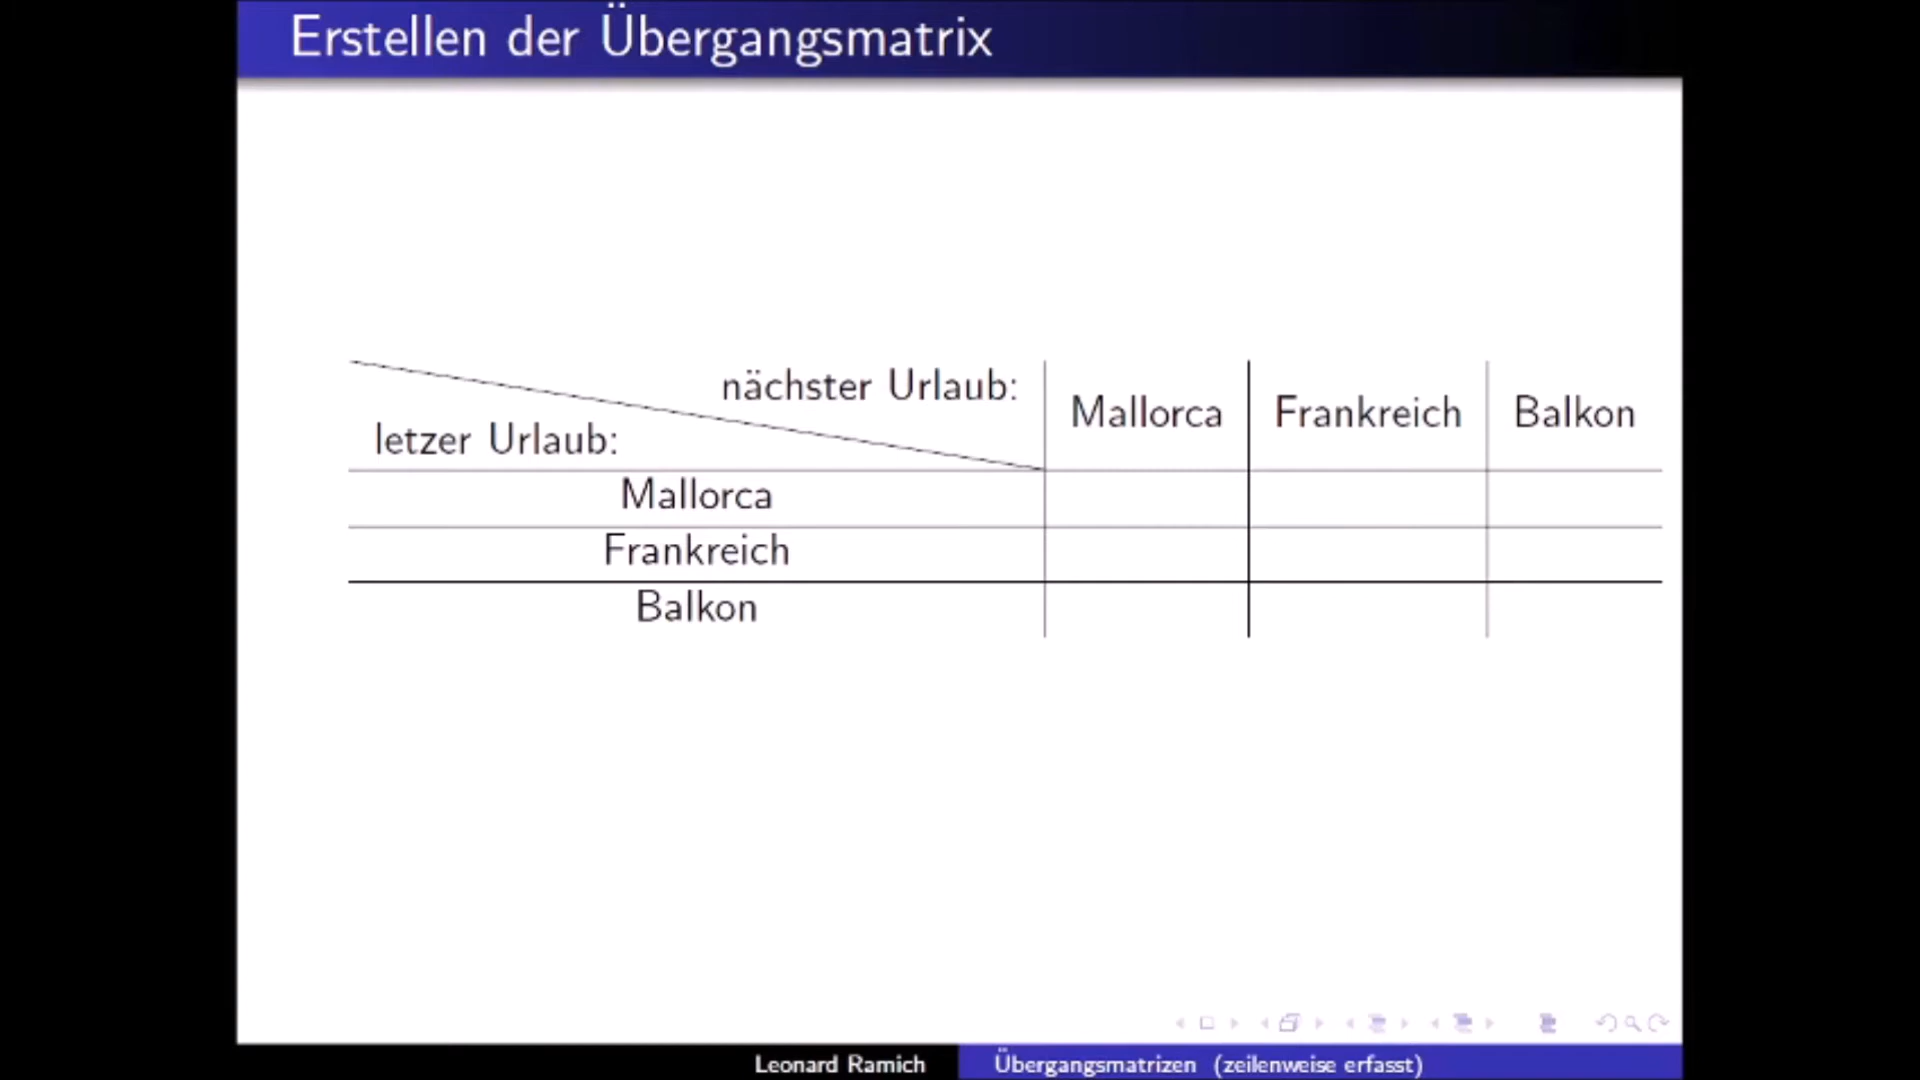 Erstellen der Übergangsmatrix
nächster Urlaub:
letzer Urlaub:
Mallorca Frankreich Balkon
Mallorca
Frankreich
Balkon
Leonard Ramich Übergangsmatrizen (zeilenweise erfasst)